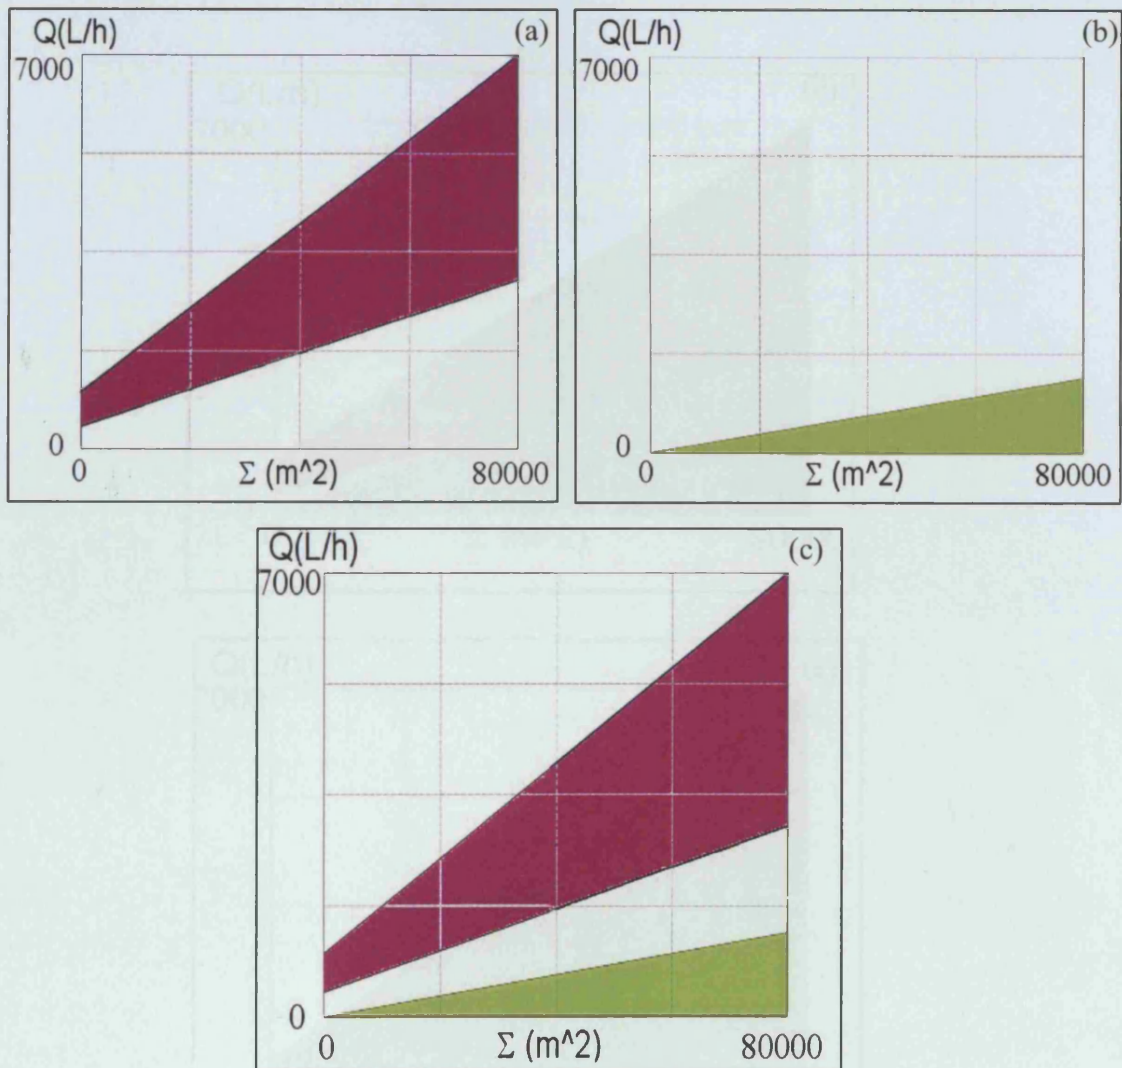 Q(L/h) (a)
7000
0
0 Σ (m^2) 80000
Q(L/h) (b)
7000
0
0 Σ (m^2) 80000
Q(L/h) (c)
7000
0
0 Σ (m^2) 80000